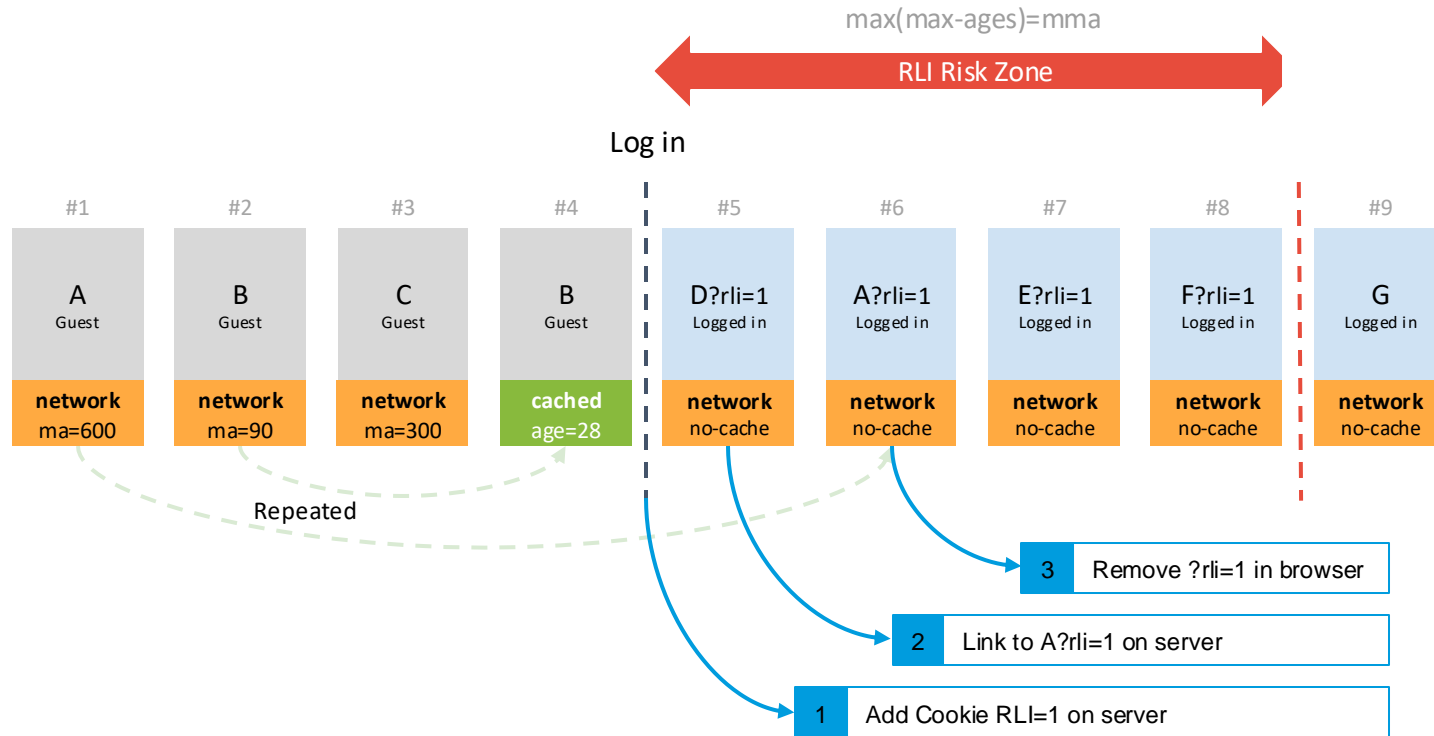 max(max-ages)=mma
RLI Risk Zone
Log in
#1 #2 #3 #4 #5 #6 #7 #8 #9
A B C B D?rli=1 A?rli=1 E?rli=1 F?rli=1 G
Guest Guest Guest Guest Logged in Logged in Logged in Logged in Logged in
network network network cached network network network network network
ma=600 ma=90 ma=300 age=28 no-cache no-cache no-cache no-cache no-cache
Repeated
3 Remove ?rli=1 in browser
2 Link to A?rli=1 on server
1 Add Cookie RLI=1 on server